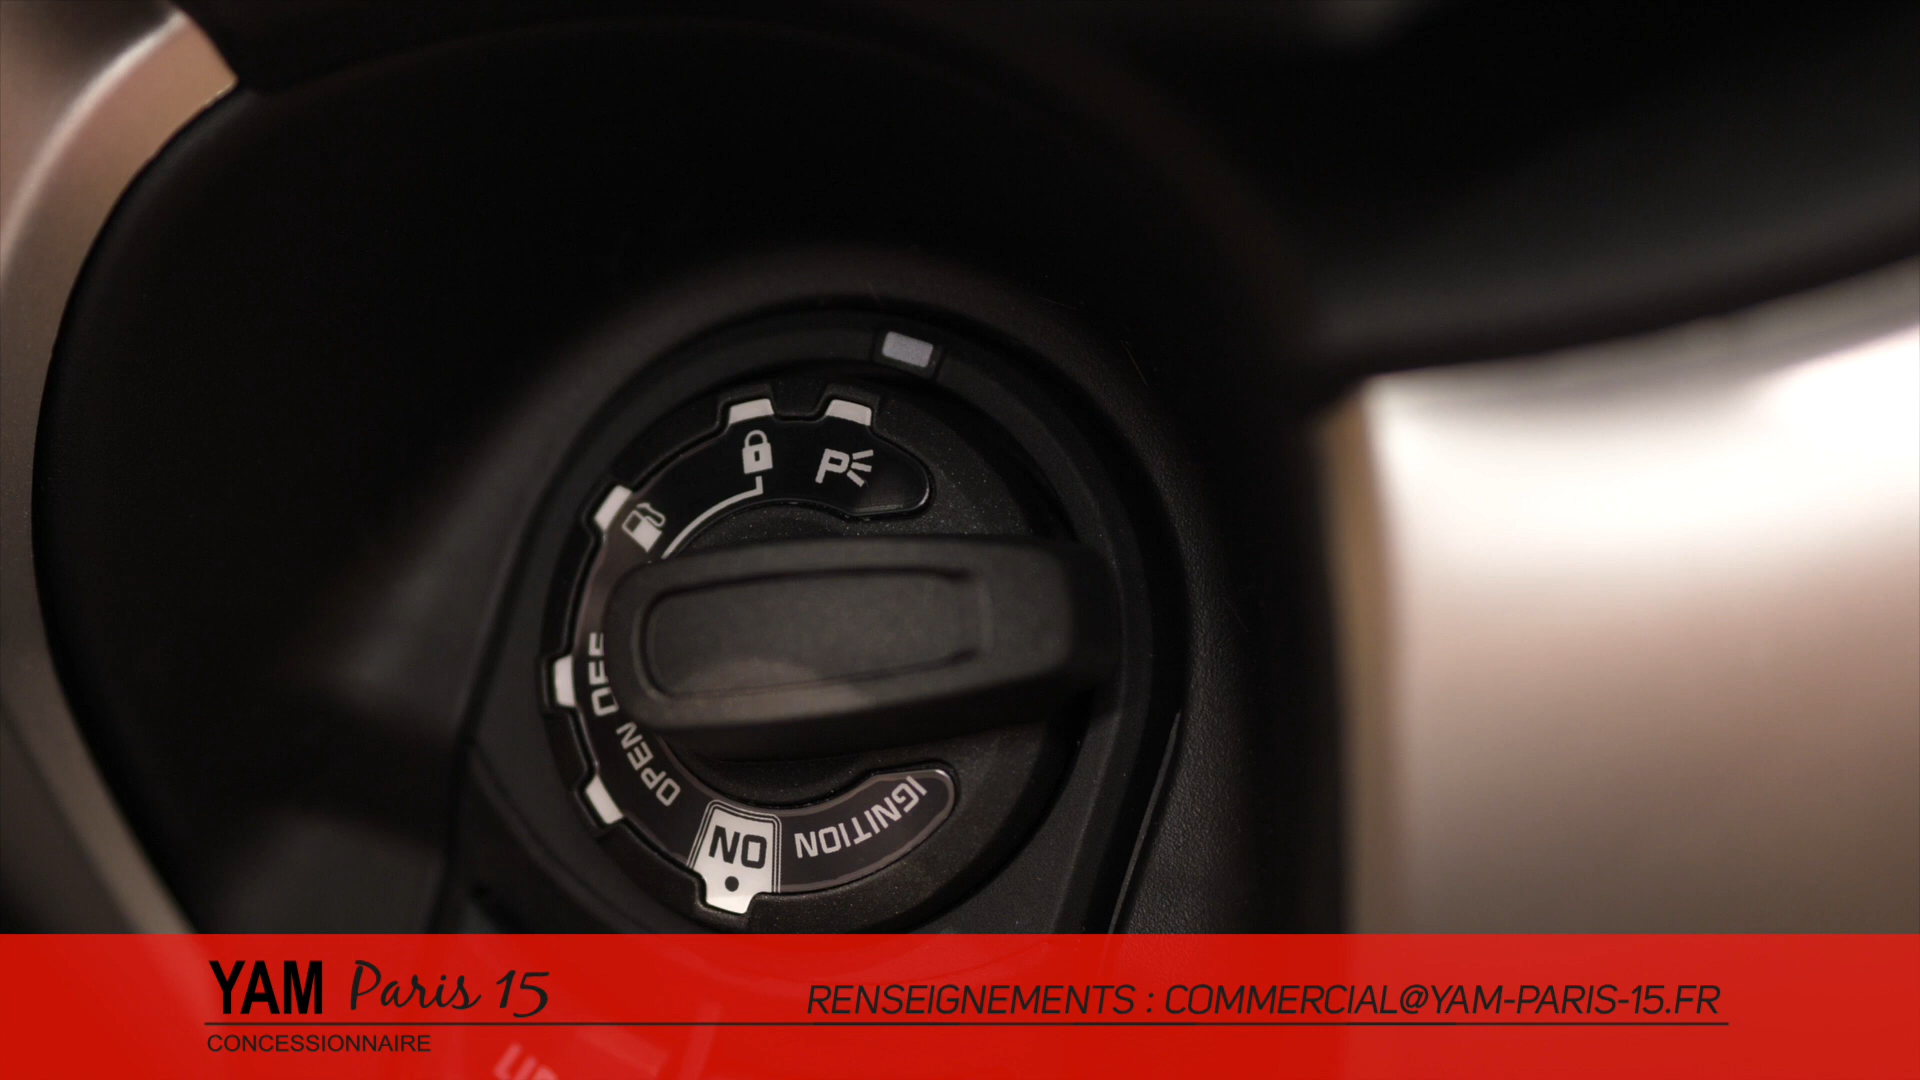 P
OFF
OPEN
ON
IGNITION
YAM Paris 15
CONCESSIONNAIRE
RENSEIGNEMENTS : COMMERCIAL@YAM-PARIS-15.FR